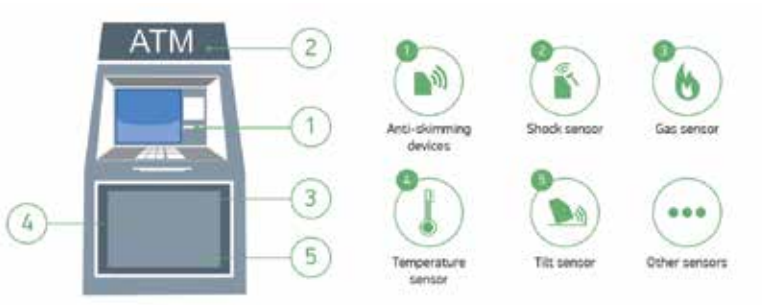 ATM
2
1
3
4
5
1
2
3
Anti-skimming
devices
Shock sensor
Gas sensor
4
5
Temperature
sensor
Tilt sensor
Other sensors